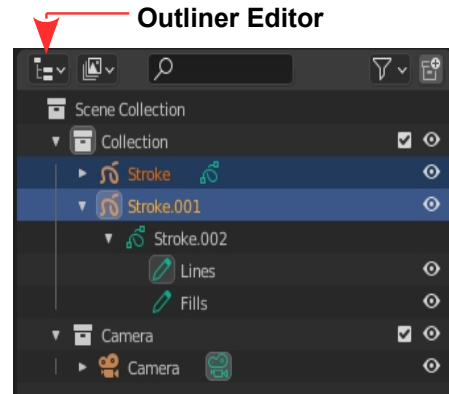 Outliner Editor
Scene Collection
Collection
Stroke
Stroke.001
Stroke.002
Lines
Fills
Camera
Camera